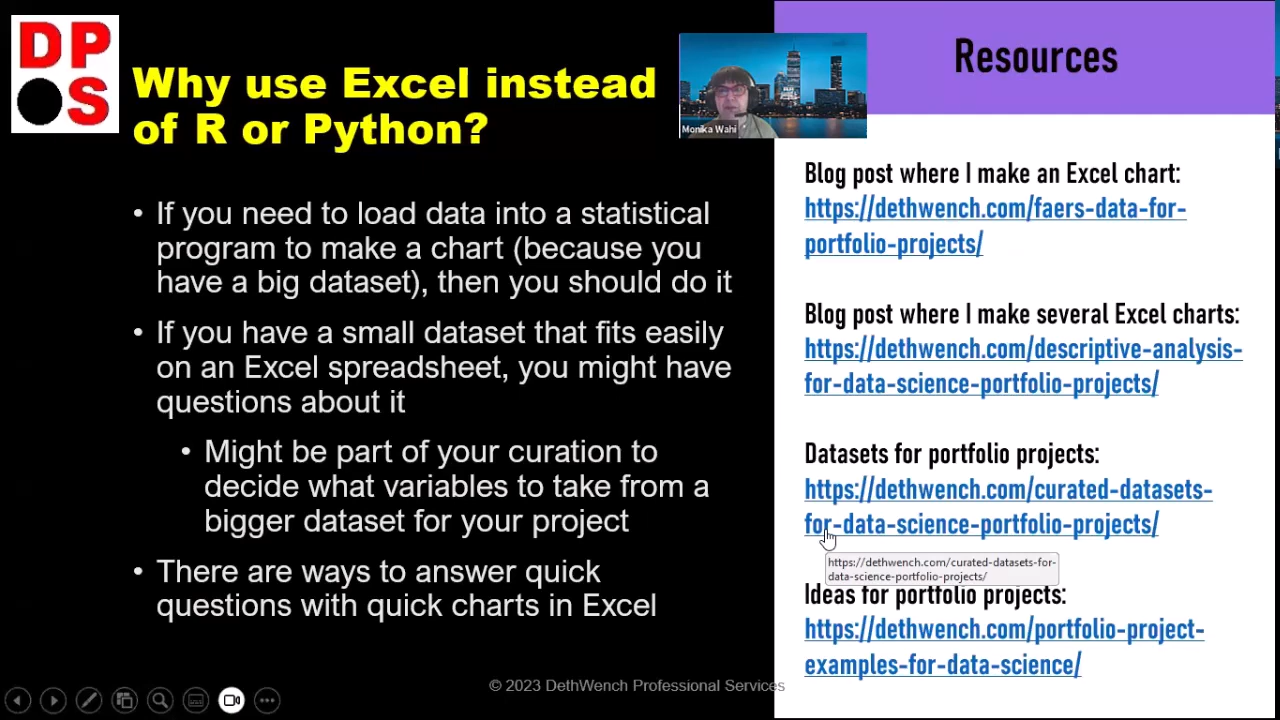 DP
S
Why use Excel instead
of R or Python?
• If you need to load data into a statistical
program to make a chart (because you
have a big dataset), then you should do it
• If you have a small dataset that fits easily
on an Excel spreadsheet, you might have
questions about it
• Might be part of your curation to
decide what variables to take from a
bigger dataset for your project
• There are ways to answer quick
questions with quick charts in Excel
© 2023 DethWench Professional Services
Monika Wahi
Resources
Blog post where I make an Excel chart:
https://dethwench.com/faers-data-for-
portfolio-projects/
Blog post where I make several Excel charts:
https://dethwench.com/descriptive-analysis-
for-data-science-portfolio-projects/
Datasets for portfolio projects:
https://dethwench.com/curated-datasets-
for-data-science-portfolio-projects/
https://dethwench.com/curated-datasets-for-
data-science-portfolio-projects/
Ideas for portfolio projects:
https://dethwench.com/portfolio-project-
examples-for-data-science/